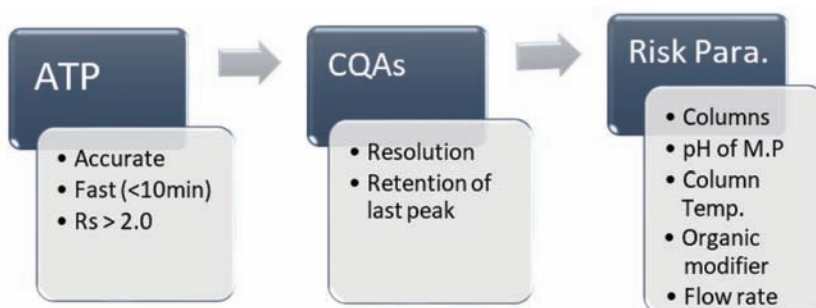 ATP
• Accurate
• Fast (<10min)
• Rs > 2.0
CQAs
• Resolution
• Retention of
last peak
Risk Para.
• Columns
• pH of M.P
• Column
Temp.
• Organic
modifier
• Flow rate